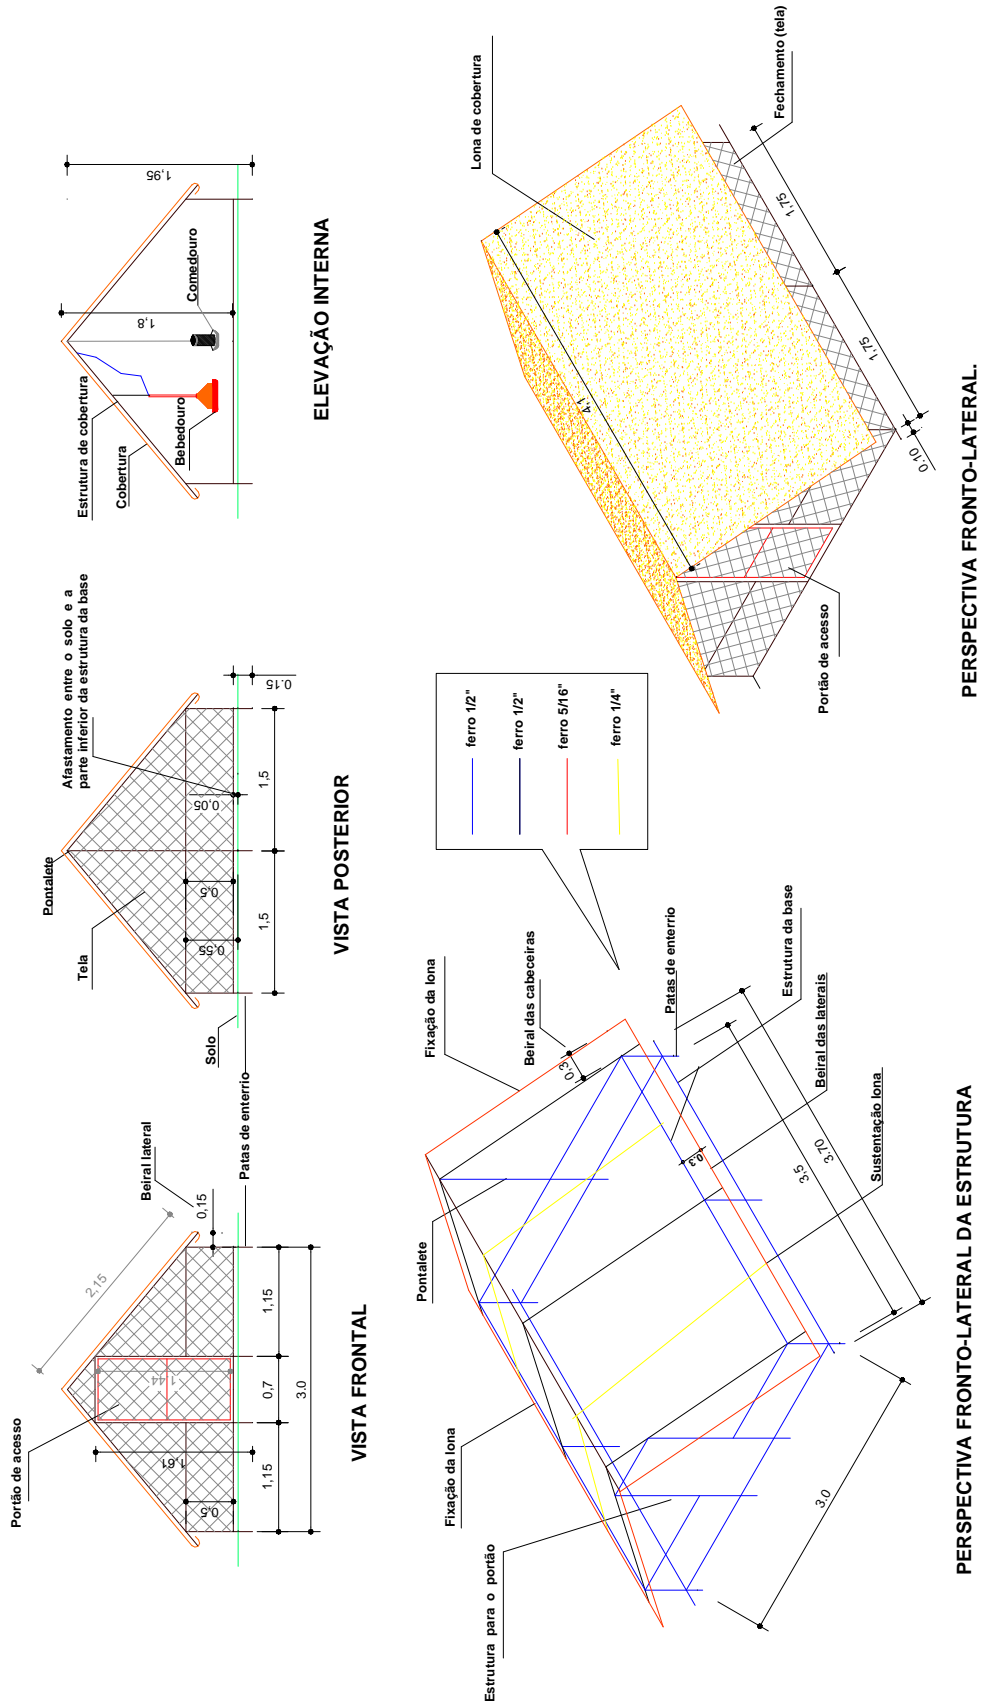 Portão de acesso
2,15
Beiral lateral
0,15
Patas de enterrio
1,44
1,61
0,5
1,15
0,7
1,15
3.0
VISTA FRONTAL
Pontalete
Tela
Solo
Afastamento entre o solo e a
parte inferior da estrutura da base
0,05
0.15
0,5
0,55
1,5
1,5
VISTA POSTERIOR
Estrutura de cobertura
Cobertura
Bebedouro
Comedouro
1,8
1,95
ELEVAÇÃO INTERNA
Estrutura para o portão
Fixação da lona
Pontalete
Fixação da lona
Beiral das cabeceiras
0,3
Patas de enterrio
Estrutura da base
Beiral das laterais
Sustentação lona
0,3
3,5
3.70
3.0
PERSPECTIVA FRONTO-LATERAL DA ESTRUTURA
ferro 1/2"
ferro 1/2"
ferro 5/16"
ferro 1/4"
Lona de cobertura
Fechamento (tela)
4,1
1,75
1,75
0.10
Portão de acesso
PERSPECTIVA FRONTO-LATERAL.